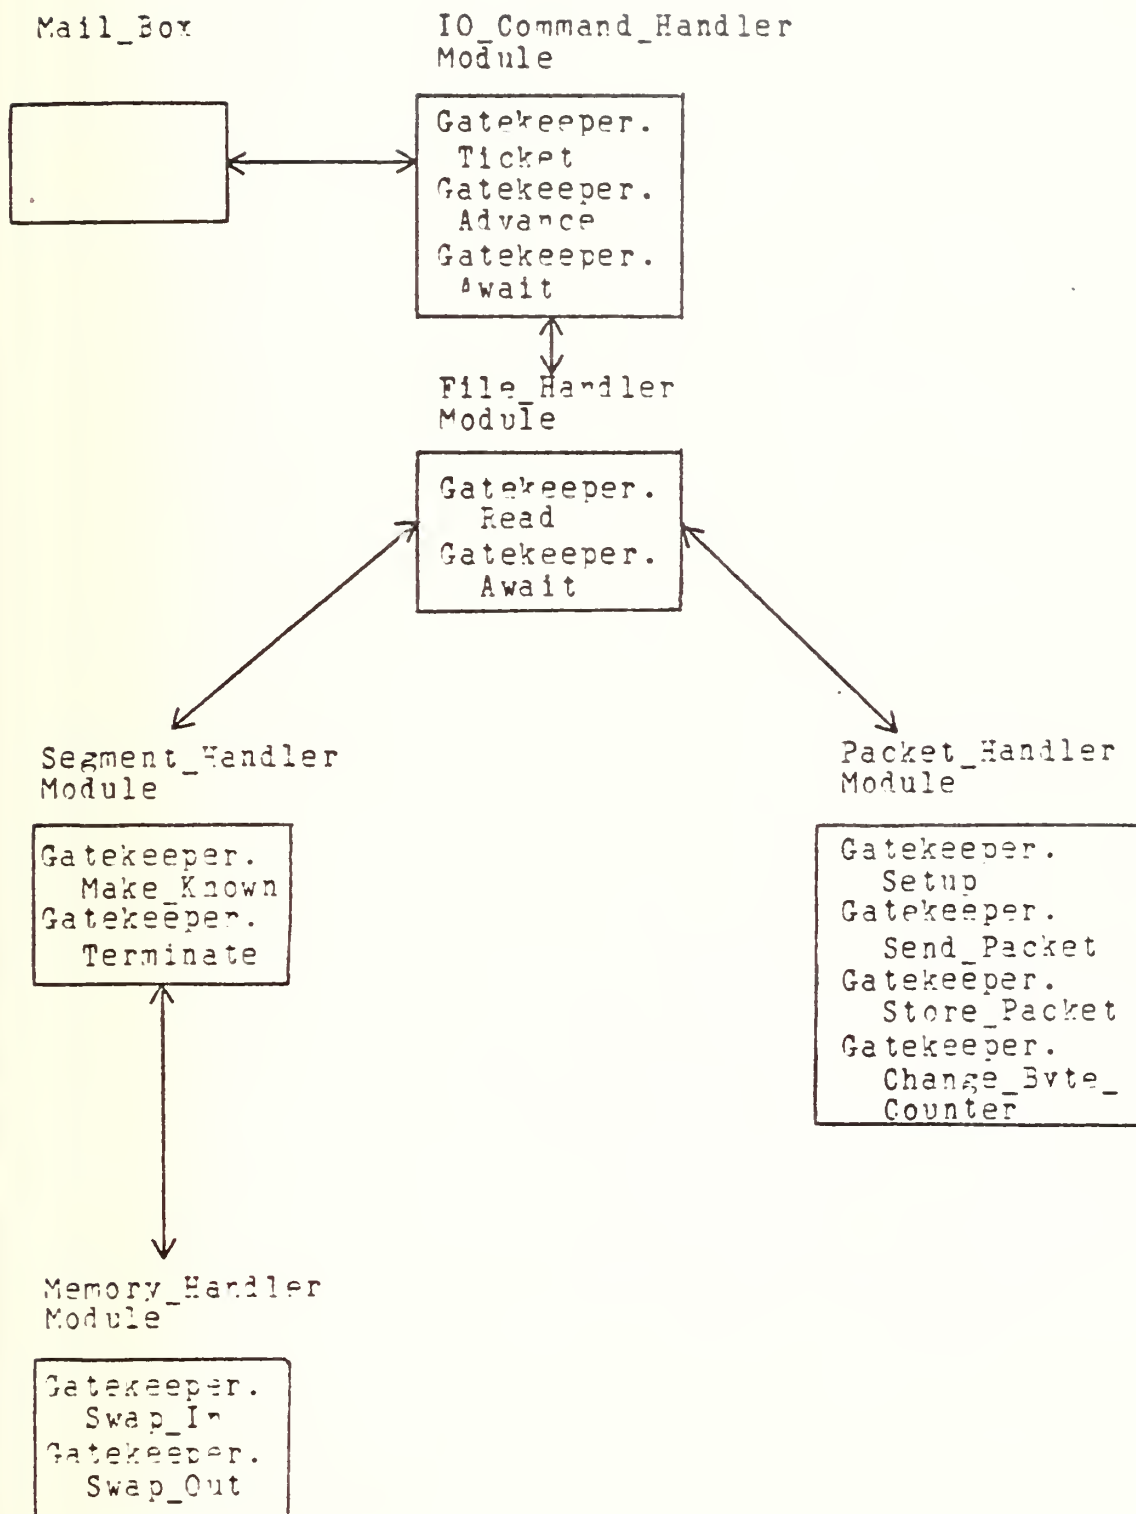 Mail_Box
IO_Command_Handler
Module
Gatekeeper.
Ticket
Gatekeeper.
Advance
Gatekeeper.
Await
File_Handler
Module
Gatekeeper.
Read
Gatekeeper.
Await
Segment_Handler
Module
Gatekeeper.
Make_Known
Gatekeeper.
Terminate
Packet_Handler
Module
Gatekeeper.
Setup
Gatekeeper.
Send_Packet
Gatekeeper.
Store_Packet
Gatekeeper.
Change_Byte_
Counter
Memory_Handler
Module
Gatekeeper.
Swap_In
Gatekeeper.
Swap_Out